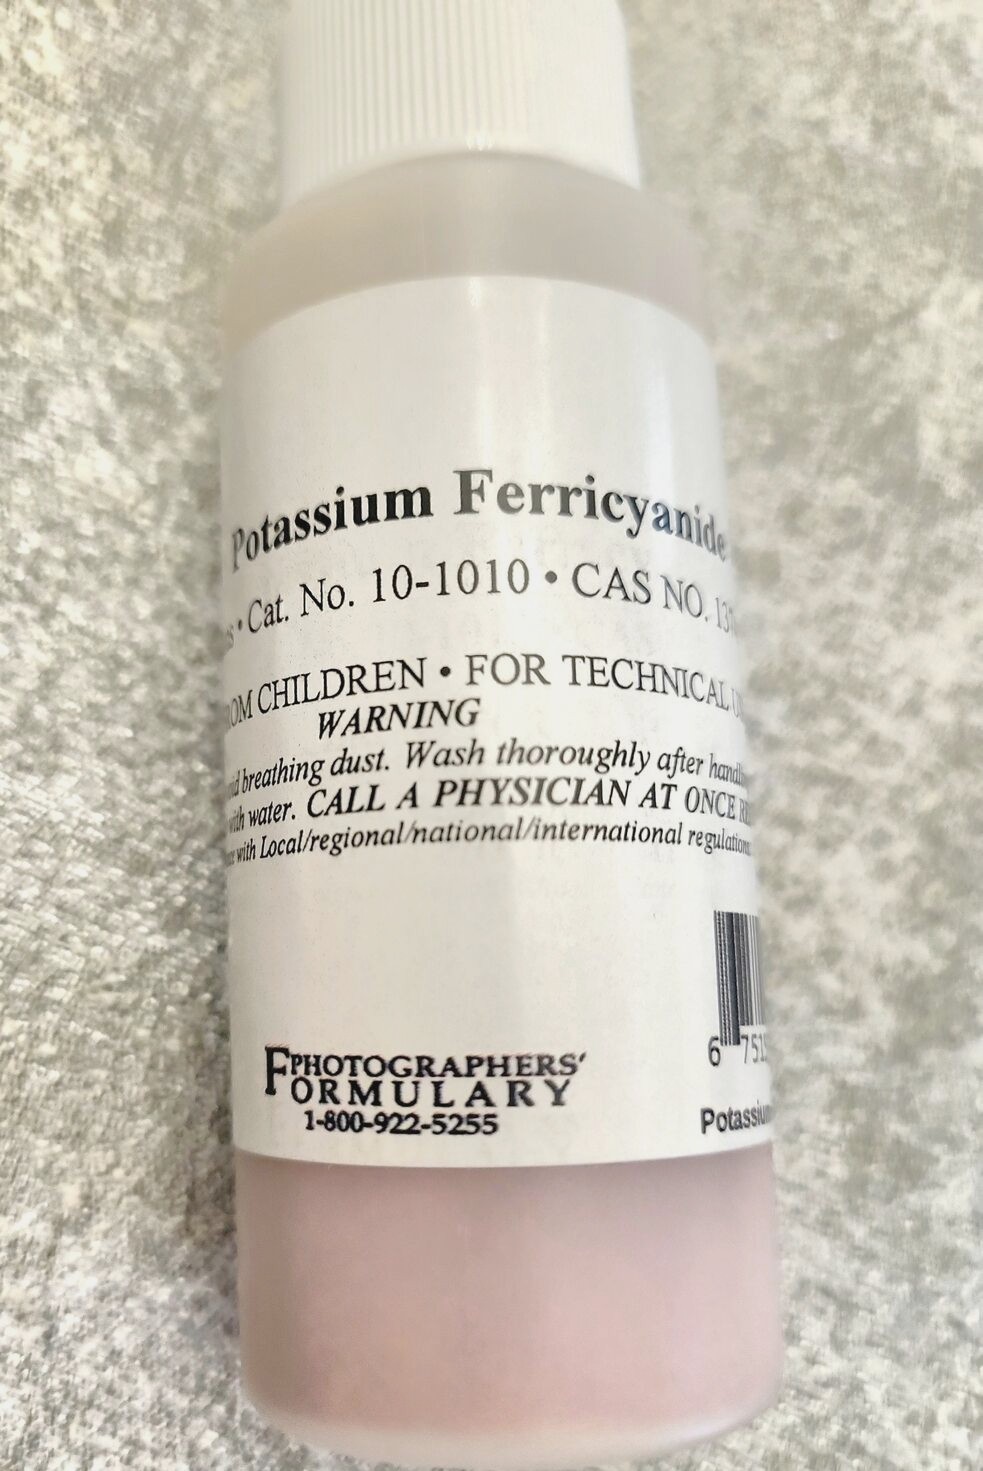 Potassium Ferricyanide
• Cat. No. 10-1010 • CAS NO.
CHILDREN • FOR TECHNICAL
WARNING
breathing dust. Wash thoroughly after
with water. CALL A PHYSICIAN AT ONCE
with Local/regional/national/international
PHOTOGRAPHERS'
FORMULARY
1-800-922-5255
6